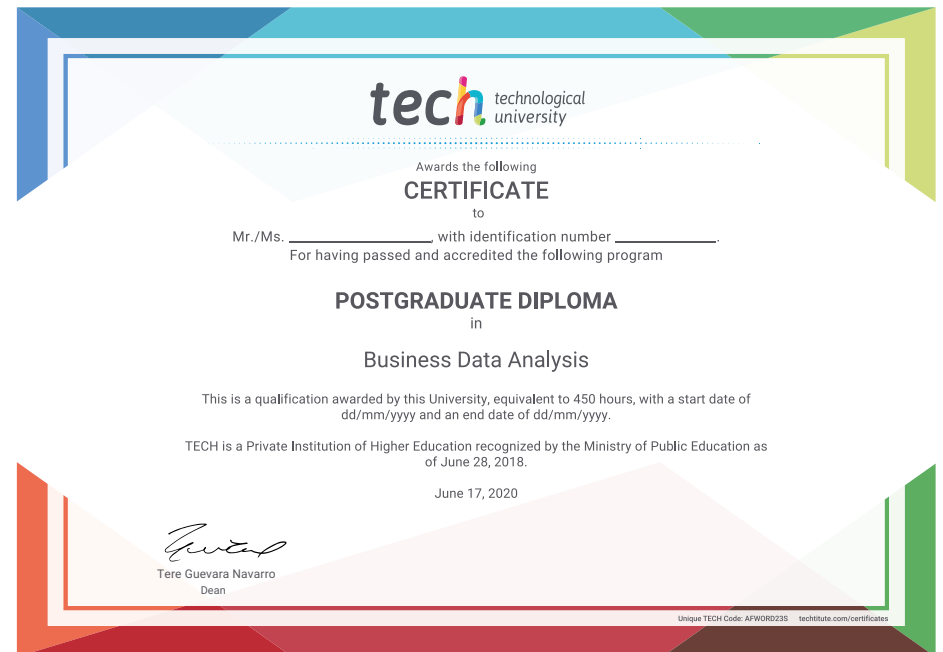 tech technological
university
Awards the following
CERTIFICATE
to
Mr./Ms. ________________, with identification number ____________.
For having passed and accredited the following program
POSTGRADUATE DIPLOMA
in
Business Data Analysis
This is a qualification awarded by this University, equivalent to 450 hours, with a start date of
dd/mm/yyyy and an end date of dd/mm/yyyy.
TECH is a Private Institution of Higher Education recognized by the Ministry of Public Education as
of June 28, 2018.
June 17, 2020
Tere Guevara Navarro
Dean
Unique TECH Code: AFWORD23S techtitute.com/certificates